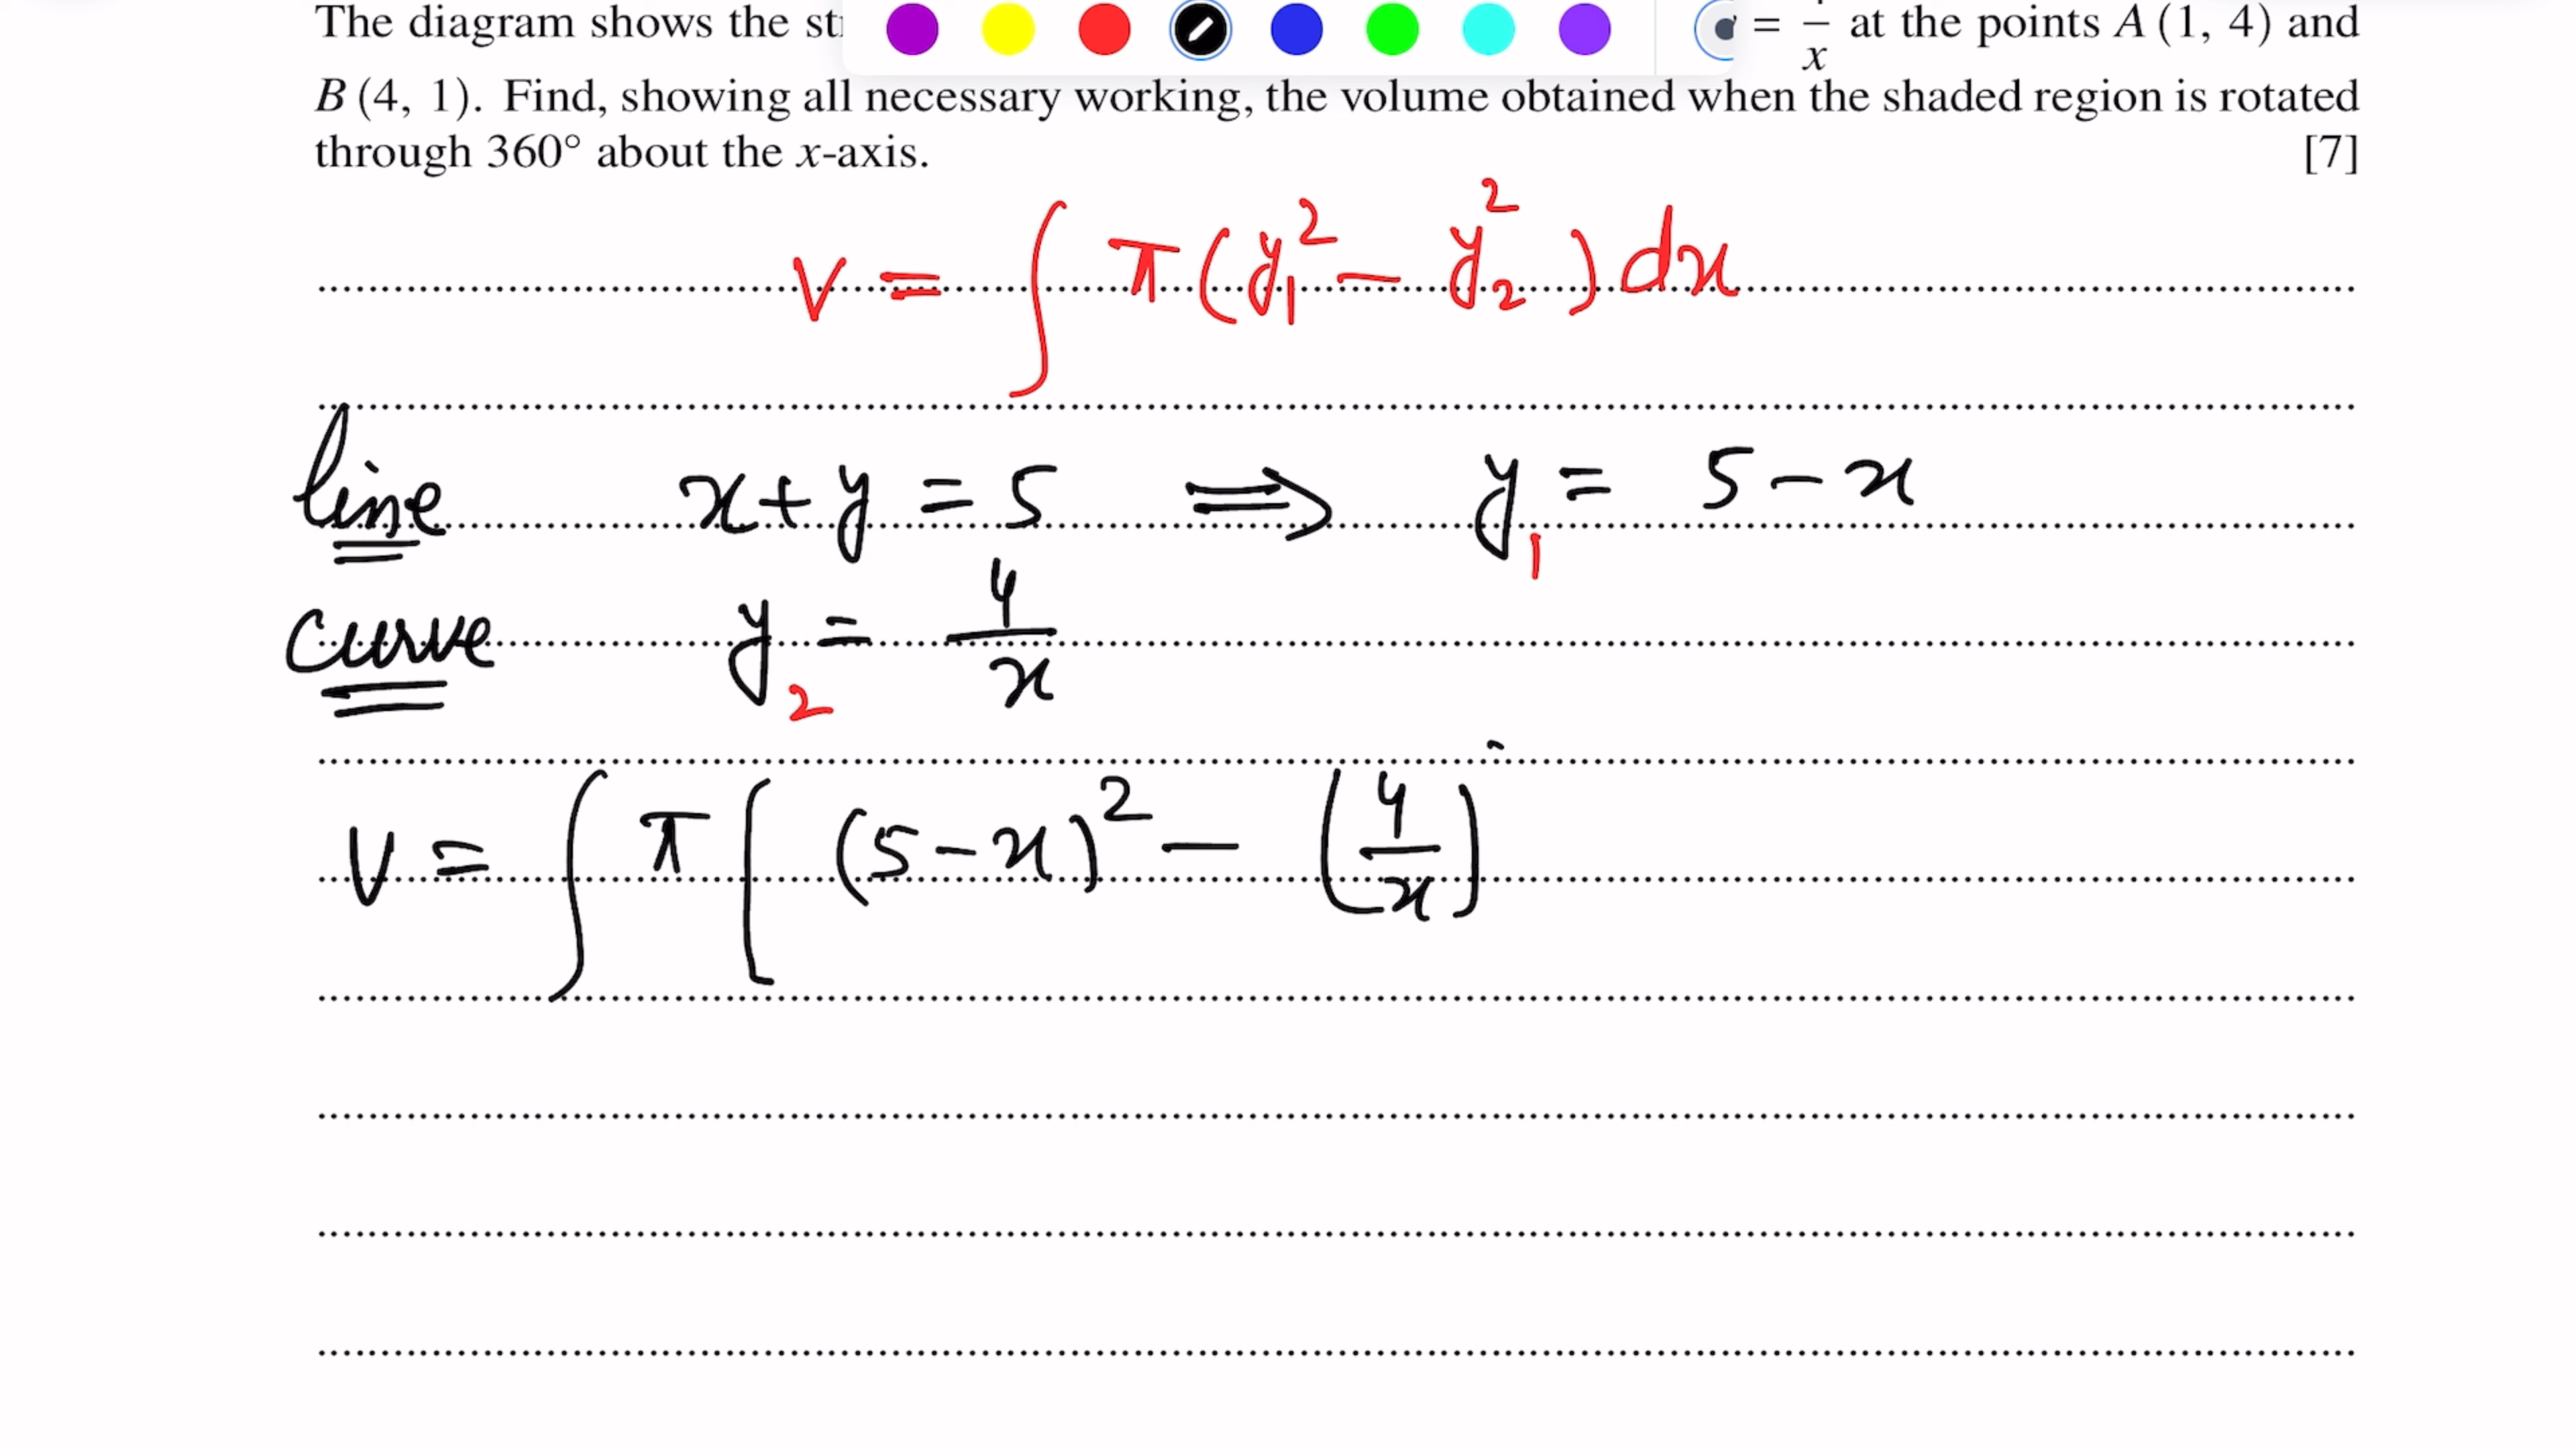 The diagram shows the = — x at the points A (1, 4) and
B (4, 1). Find, showing all necessary working, the volume obtained when the shaded region is rotated
through 360° about the x-axis. [7]
V = ∫ π (y₁² − y₂²) dx
line x + y = 5 ⟹ y₁ = 5 − x
curve y₂ = 4/x
V = ∫ π [ (5 − x)² − (4/x)